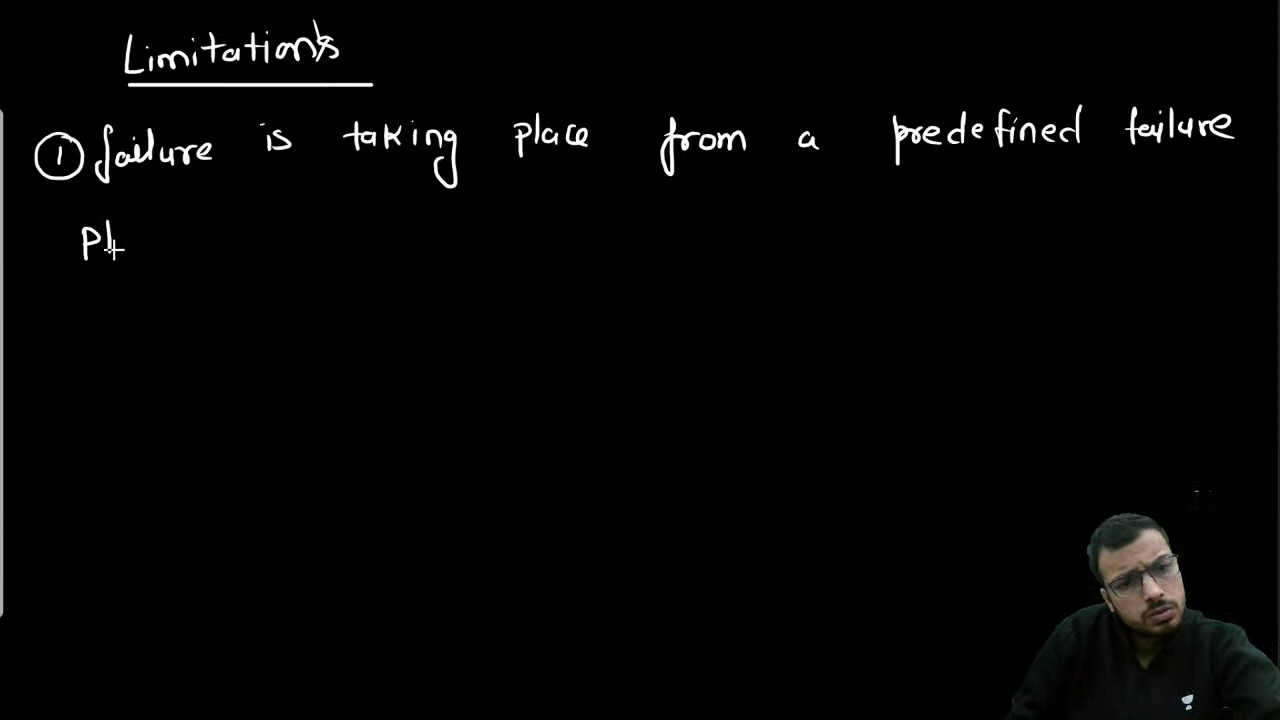 Limitations
① failure is taking place from a predefined failure
Pl